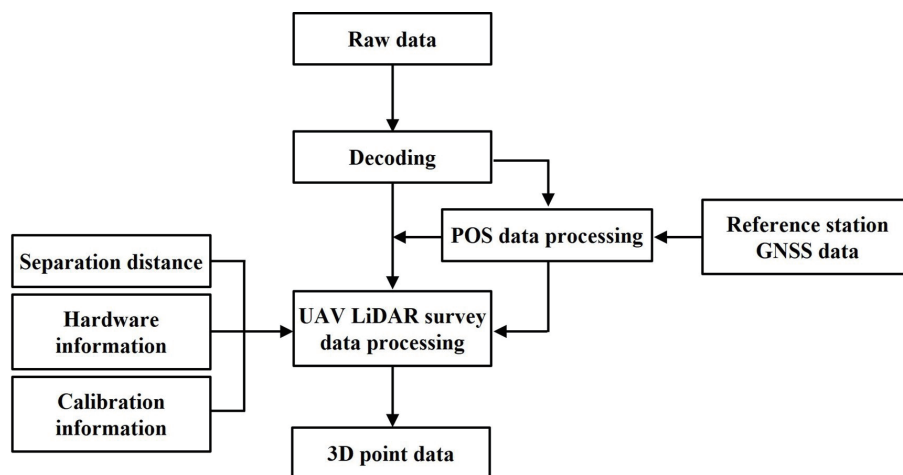 Raw data
Decoding
POS data processing
Reference station
GNSS data
Separation distance
Hardware
information
Calibration
information
UAV LiDAR survey
data processing
3D point data